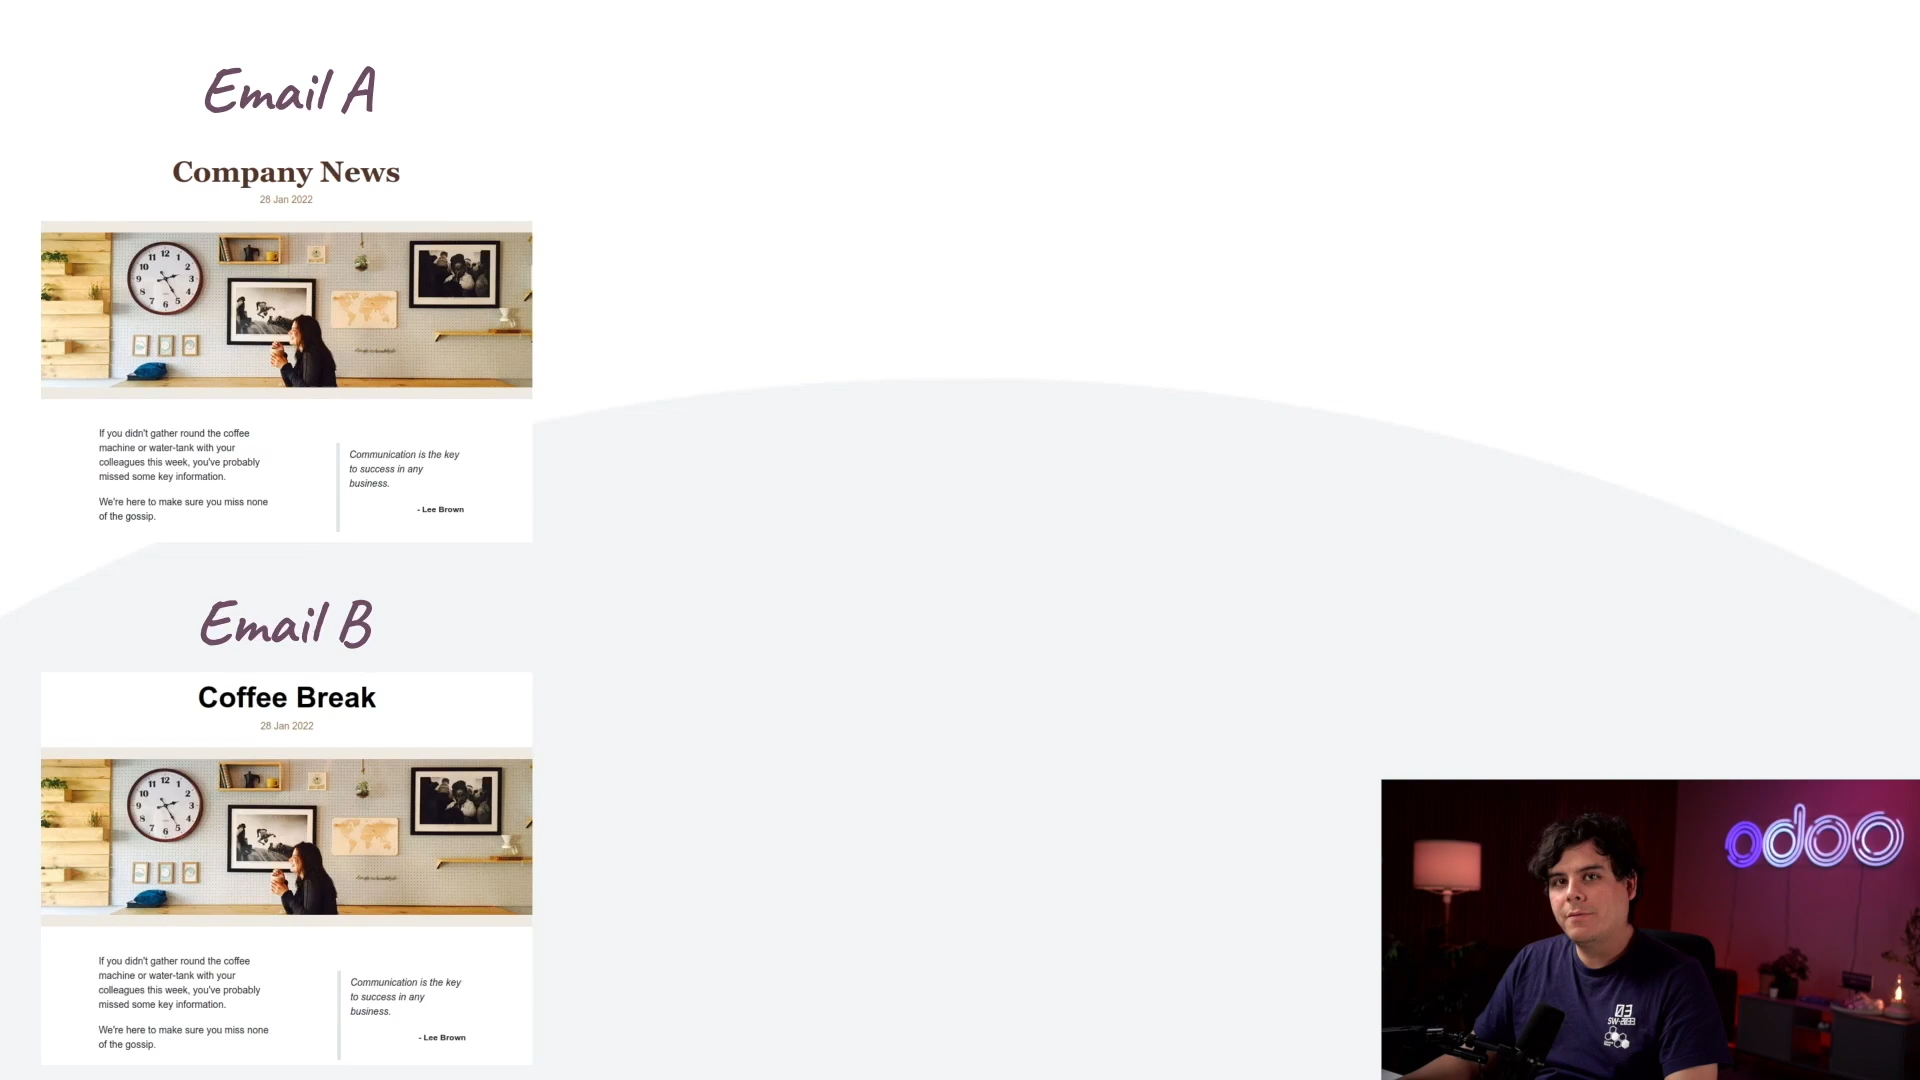 Email A
Company News
28 Jan 2022
If you didn't gather round the coffee
machine or water-tank with your
colleagues this week, you've probably
missed some key information.
We're here to make sure you miss none
of the gossip.
Communication is the key
to success in any
business.
- Lee Brown
Email B
Coffee Break
28 Jan 2022
If you didn't gather round the coffee
machine or water-tank with your
colleagues this week, you've probably
missed some key information.
We're here to make sure you miss none
of the gossip.
Communication is the key
to success in any
business.
- Lee Brown
odoo
03